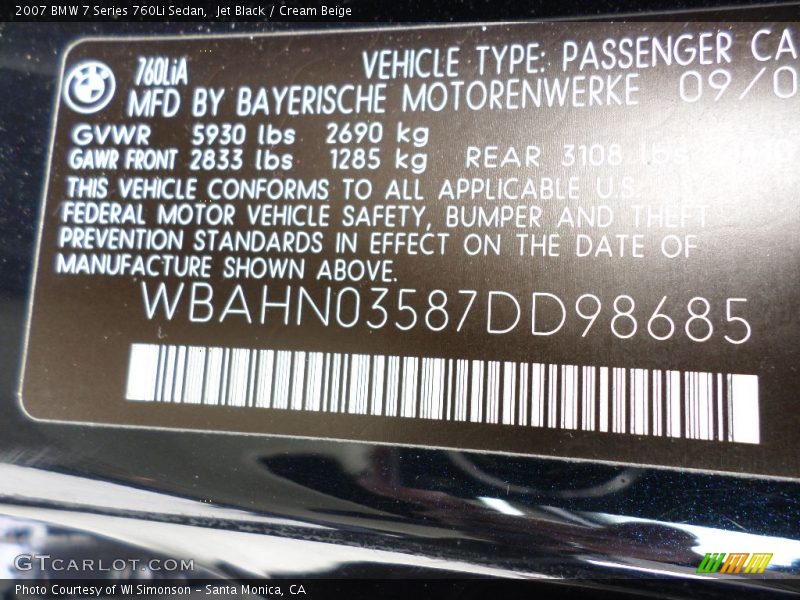 2007 BMW 7 Series 760Li Sedan, Jet Black / Cream Beige
BMW
760LiA
VEHICLE TYPE: PASSENGER CA
MFD BY BAYERISCHE MOTORENWERKE 09/0
GVWR 5930 lbs 2690 kg
GAWR FRONT 2833 lbs 1285 kg REAR 3108 lbs
THIS VEHICLE CONFORMS TO ALL APPLICABLE U.S.
FEDERAL MOTOR VEHICLE SAFETY, BUMPER AND THEFT
PREVENTION STANDARDS IN EFFECT ON THE DATE OF
MANUFACTURE SHOWN ABOVE.
WBAHN03587DD98685
GTCARLOT.COM
Photo Courtesy of WI Simonson - Santa Monica, CA